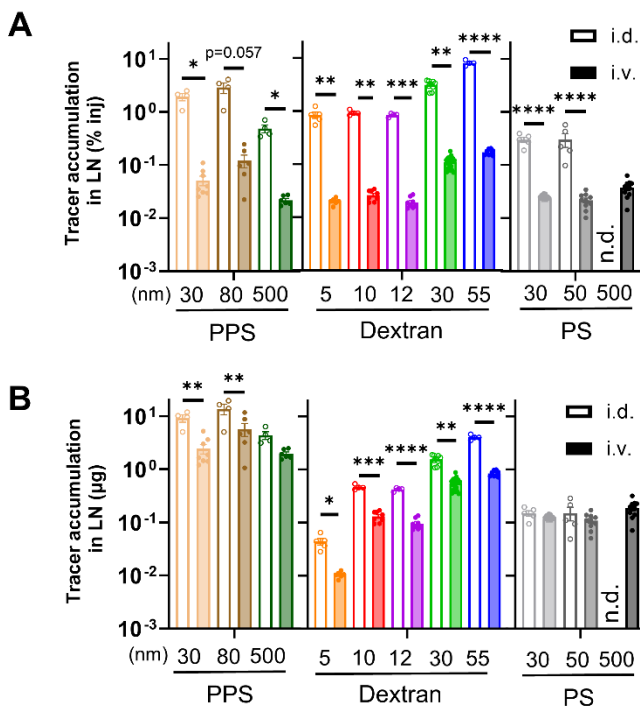 A
Tracer accumulation
in LN (% inj)
10¹
10⁰
10⁻¹
10⁻²
10⁻³
* p=0.057 *
** ** *** ** ****
**** ****
i.d.
i.v.
n.d.
(nm) 30 80 500 5 10 12 30 55 30 50 500
PPS Dextran PS
B
Tracer accumulation
in LN (µg)
10¹
10⁰
10⁻¹
10⁻²
10⁻³
** **
* *** **** ** ****
i.d.
i.v.
n.d.
(nm) 30 80 500 5 10 12 30 55 30 50 500
PPS Dextran PS